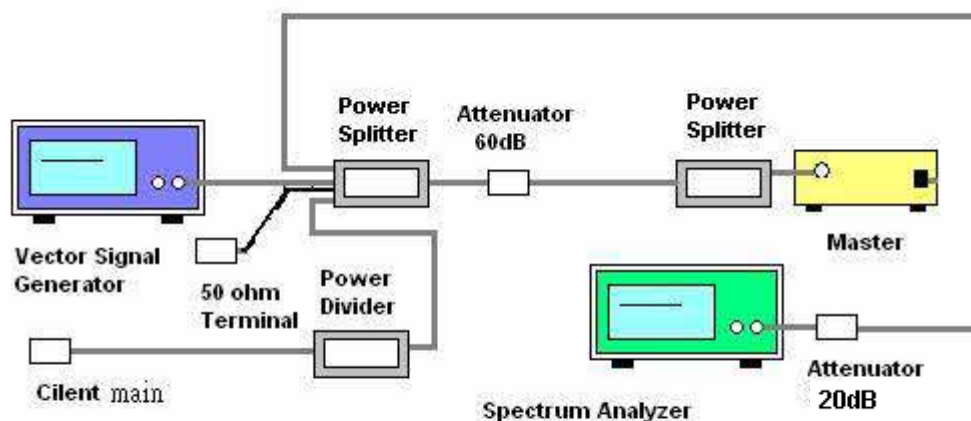 Power
Splitter
Attenuator
60dB
Power
Splitter
Vector Signal
Generator
50 ohm
Terminal
Power
Divider
Master
Cilent main
Spectrum Analyzer
Attenuator
20dB